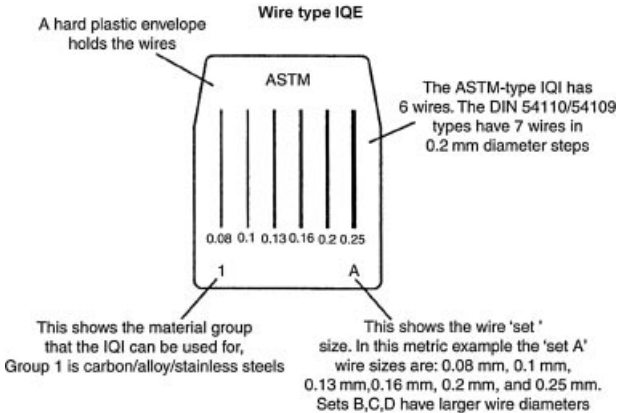 Wire type IQE
A hard plastic envelope
holds the wires
ASTM
The ASTM-type IQI has
6 wires. The DIN 54110/54109
types have 7 wires in
0.2 mm diameter steps
0.08 0.1 0.13 0.16 0.2 0.25
1 A
This shows the material group
that the IQI can be used for,
Group 1 is carbon/alloy/stainless steels
This shows the wire 'set '
size. In this metric example the 'set A'
wire sizes are: 0.08 mm, 0.1 mm,
0.13 mm,0.16 mm, 0.2 mm, and 0.25 mm.
Sets B,C,D have larger wire diameters